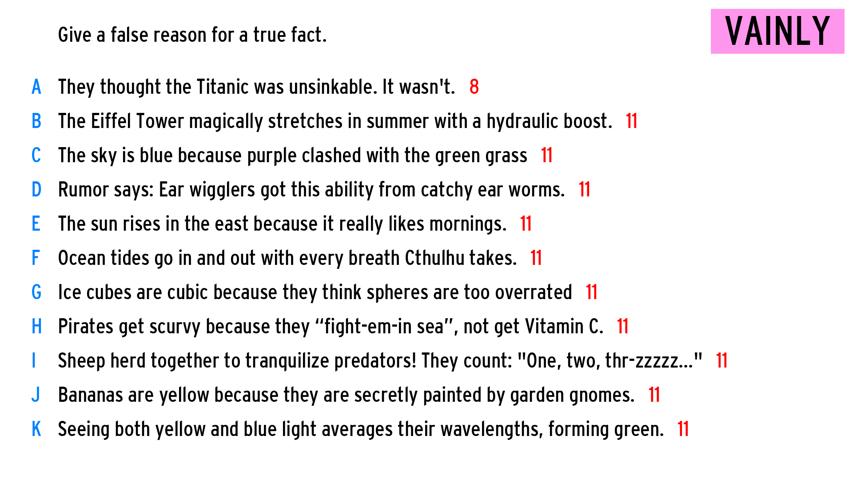 Give a false reason for a true fact.
VAINLY
A They thought the Titanic was unsinkable. It wasn't. 8
B The Eiffel Tower magically stretches in summer with a hydraulic boost. 11
C The sky is blue because purple clashed with the green grass 11
D Rumor says: Ear wigglers got this ability from catchy ear worms. 11
E The sun rises in the east because it really likes mornings. 11
F Ocean tides go in and out with every breath Cthulhu takes. 11
G Ice cubes are cubic because they think spheres are too overrated 11
H Pirates get scurvy because they “fight-em-in sea”, not get Vitamin C. 11
I Sheep herd together to tranquilize predators! They count: "One, two, thr-zzzzz..." 11
J Bananas are yellow because they are secretly painted by garden gnomes. 11
K Seeing both yellow and blue light averages their wavelengths, forming green. 11